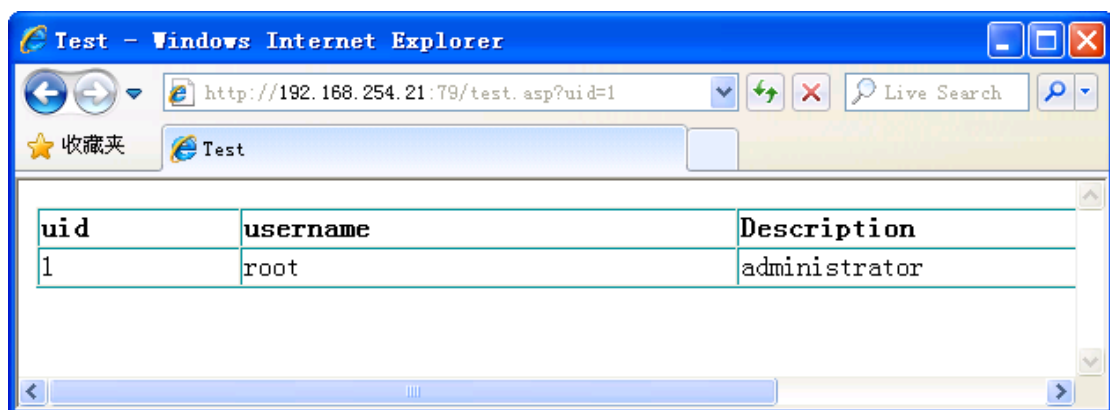 Test - Windows Internet Explorer
http://192.168.254.21:79/test.asp?uid=1 Live Search
收藏夹 Test
uid username Description
1 root administrator